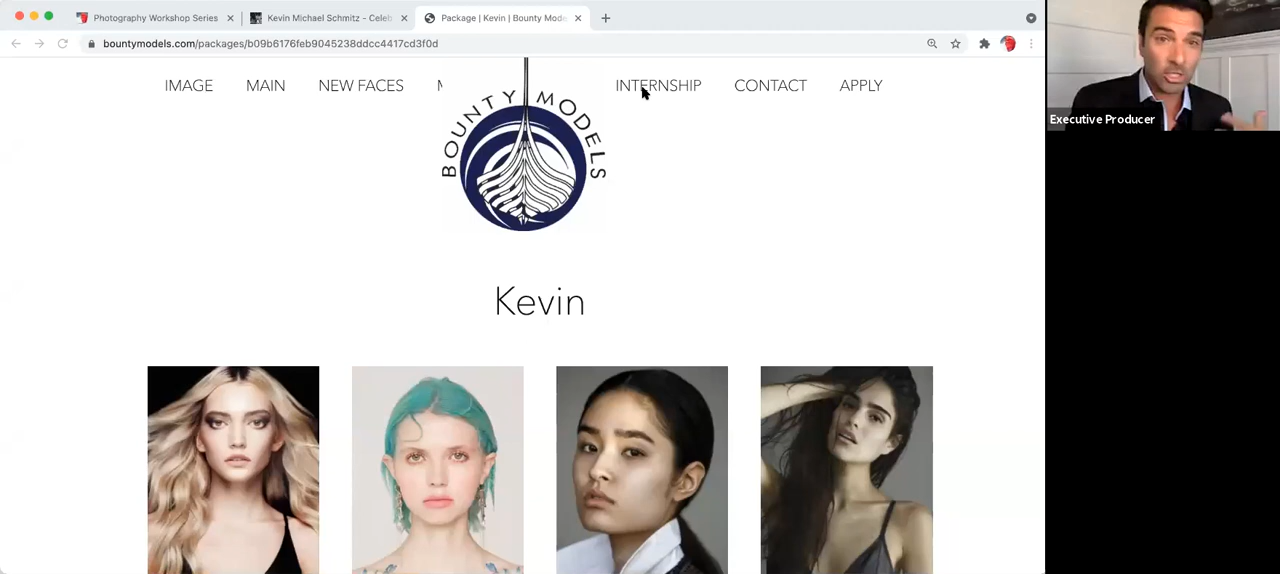 Photography Workshop Series
Kevin Michael Schmitz - Celeb
Package | Kevin | Bounty Mode
bountymodels.com/packages/b09b6176feb9045238ddcc4417cd3f0d
IMAGE MAIN NEW FACES M INTERNSHIP CONTACT APPLY
BOUNTY MODELS
Kevin
Executive Producer